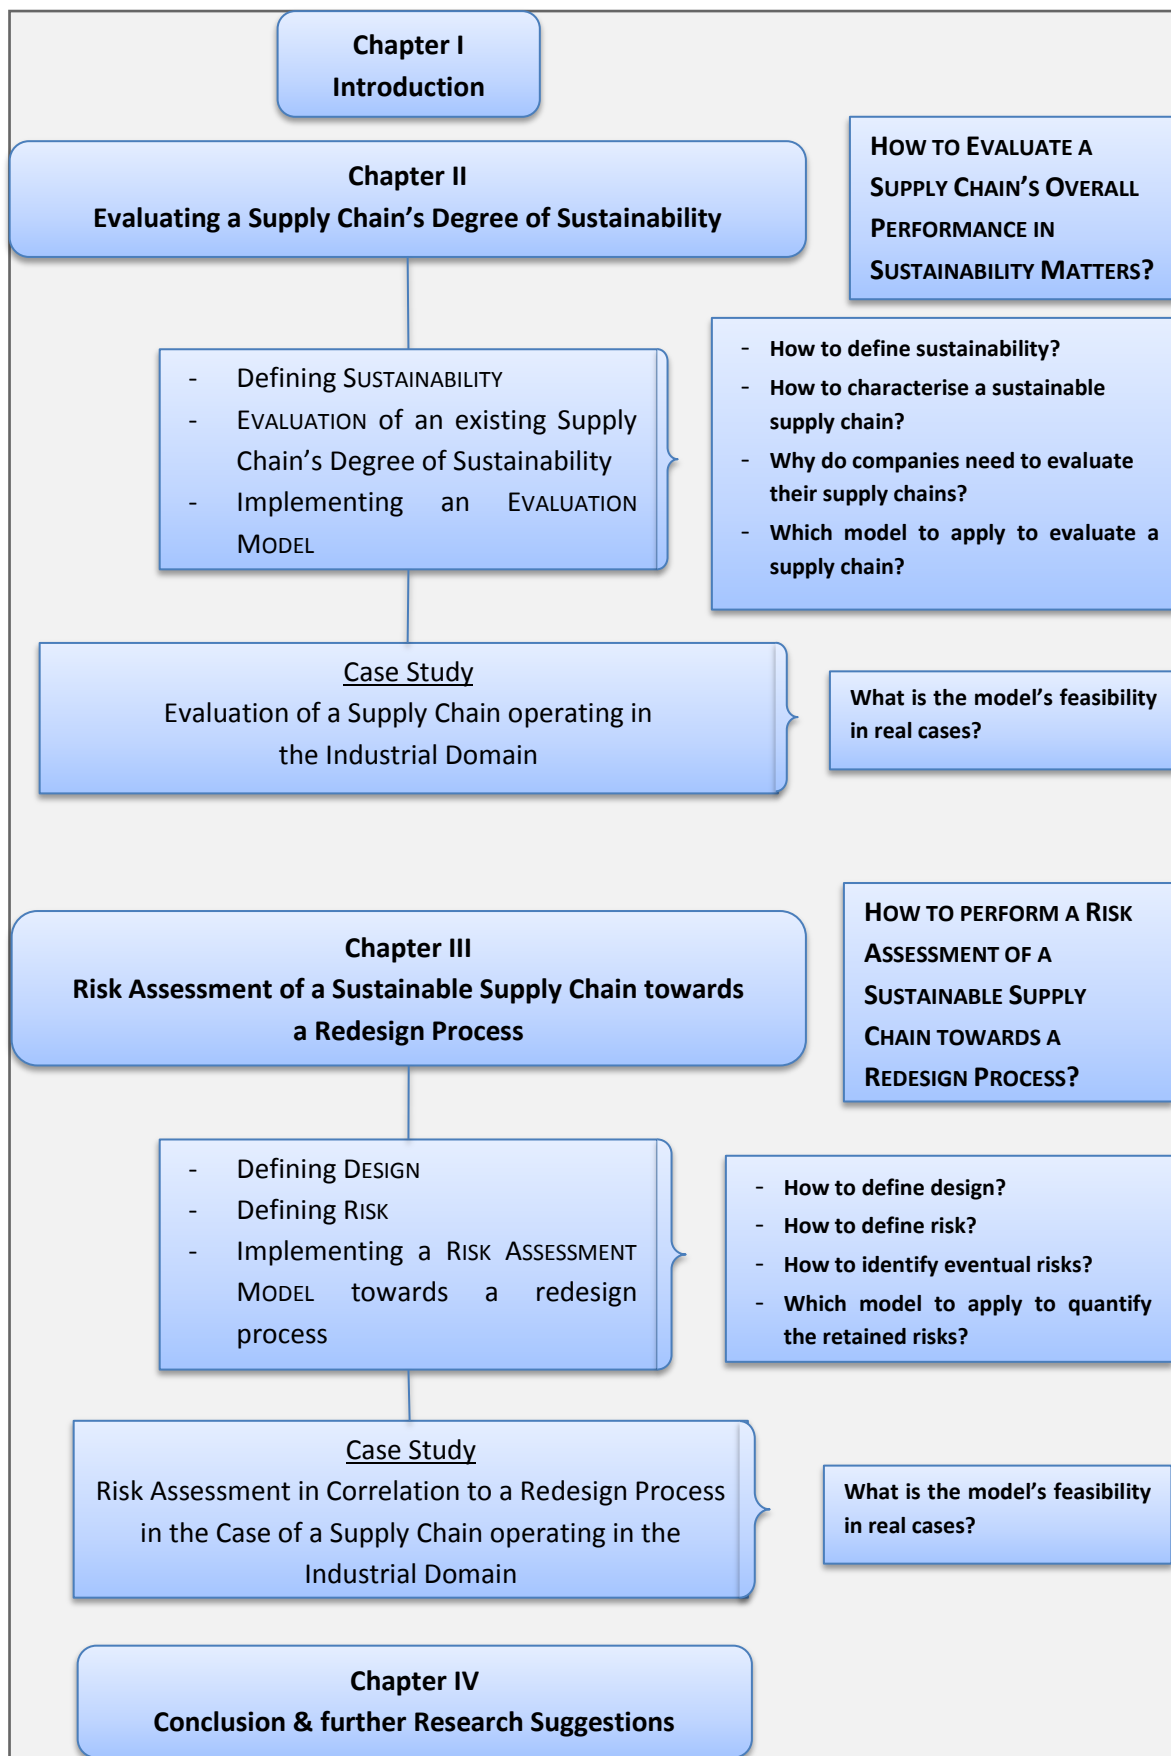 Chapter I
Introduction
Chapter II
Evaluating a Supply Chain’s Degree of Sustainability
HOW TO EVALUATE A
SUPPLY CHAIN’S OVERALL
PERFORMANCE IN
SUSTAINABILITY MATTERS?
- Defining SUSTAINABILITY
- EVALUATION of an existing Supply
Chain’s Degree of Sustainability
- Implementing an EVALUATION
MODEL
- How to define sustainability?
- How to characterise a sustainable
supply chain?
- Why do companies need to evaluate
their supply chains?
- Which model to apply to evaluate a
supply chain?
Case Study
Evaluation of a Supply Chain operating in
the Industrial Domain
What is the model’s feasibility
in real cases?
Chapter III
Risk Assessment of a Sustainable Supply Chain towards
a Redesign Process
HOW TO PERFORM A RISK
ASSESSMENT OF A
SUSTAINABLE SUPPLY
CHAIN TOWARDS A
REDESIGN PROCESS?
- Defining DESIGN
- Defining RISK
- Implementing a RISK ASSESSMENT
MODEL towards a redesign
process
- How to define design?
- How to define risk?
- How to identify eventual risks?
- Which model to apply to quantify
the retained risks?
Case Study
Risk Assessment in Correlation to a Redesign Process
in the Case of a Supply Chain operating in the
Industrial Domain
What is the model’s feasibility
in real cases?
Chapter IV
Conclusion & further Research Suggestions